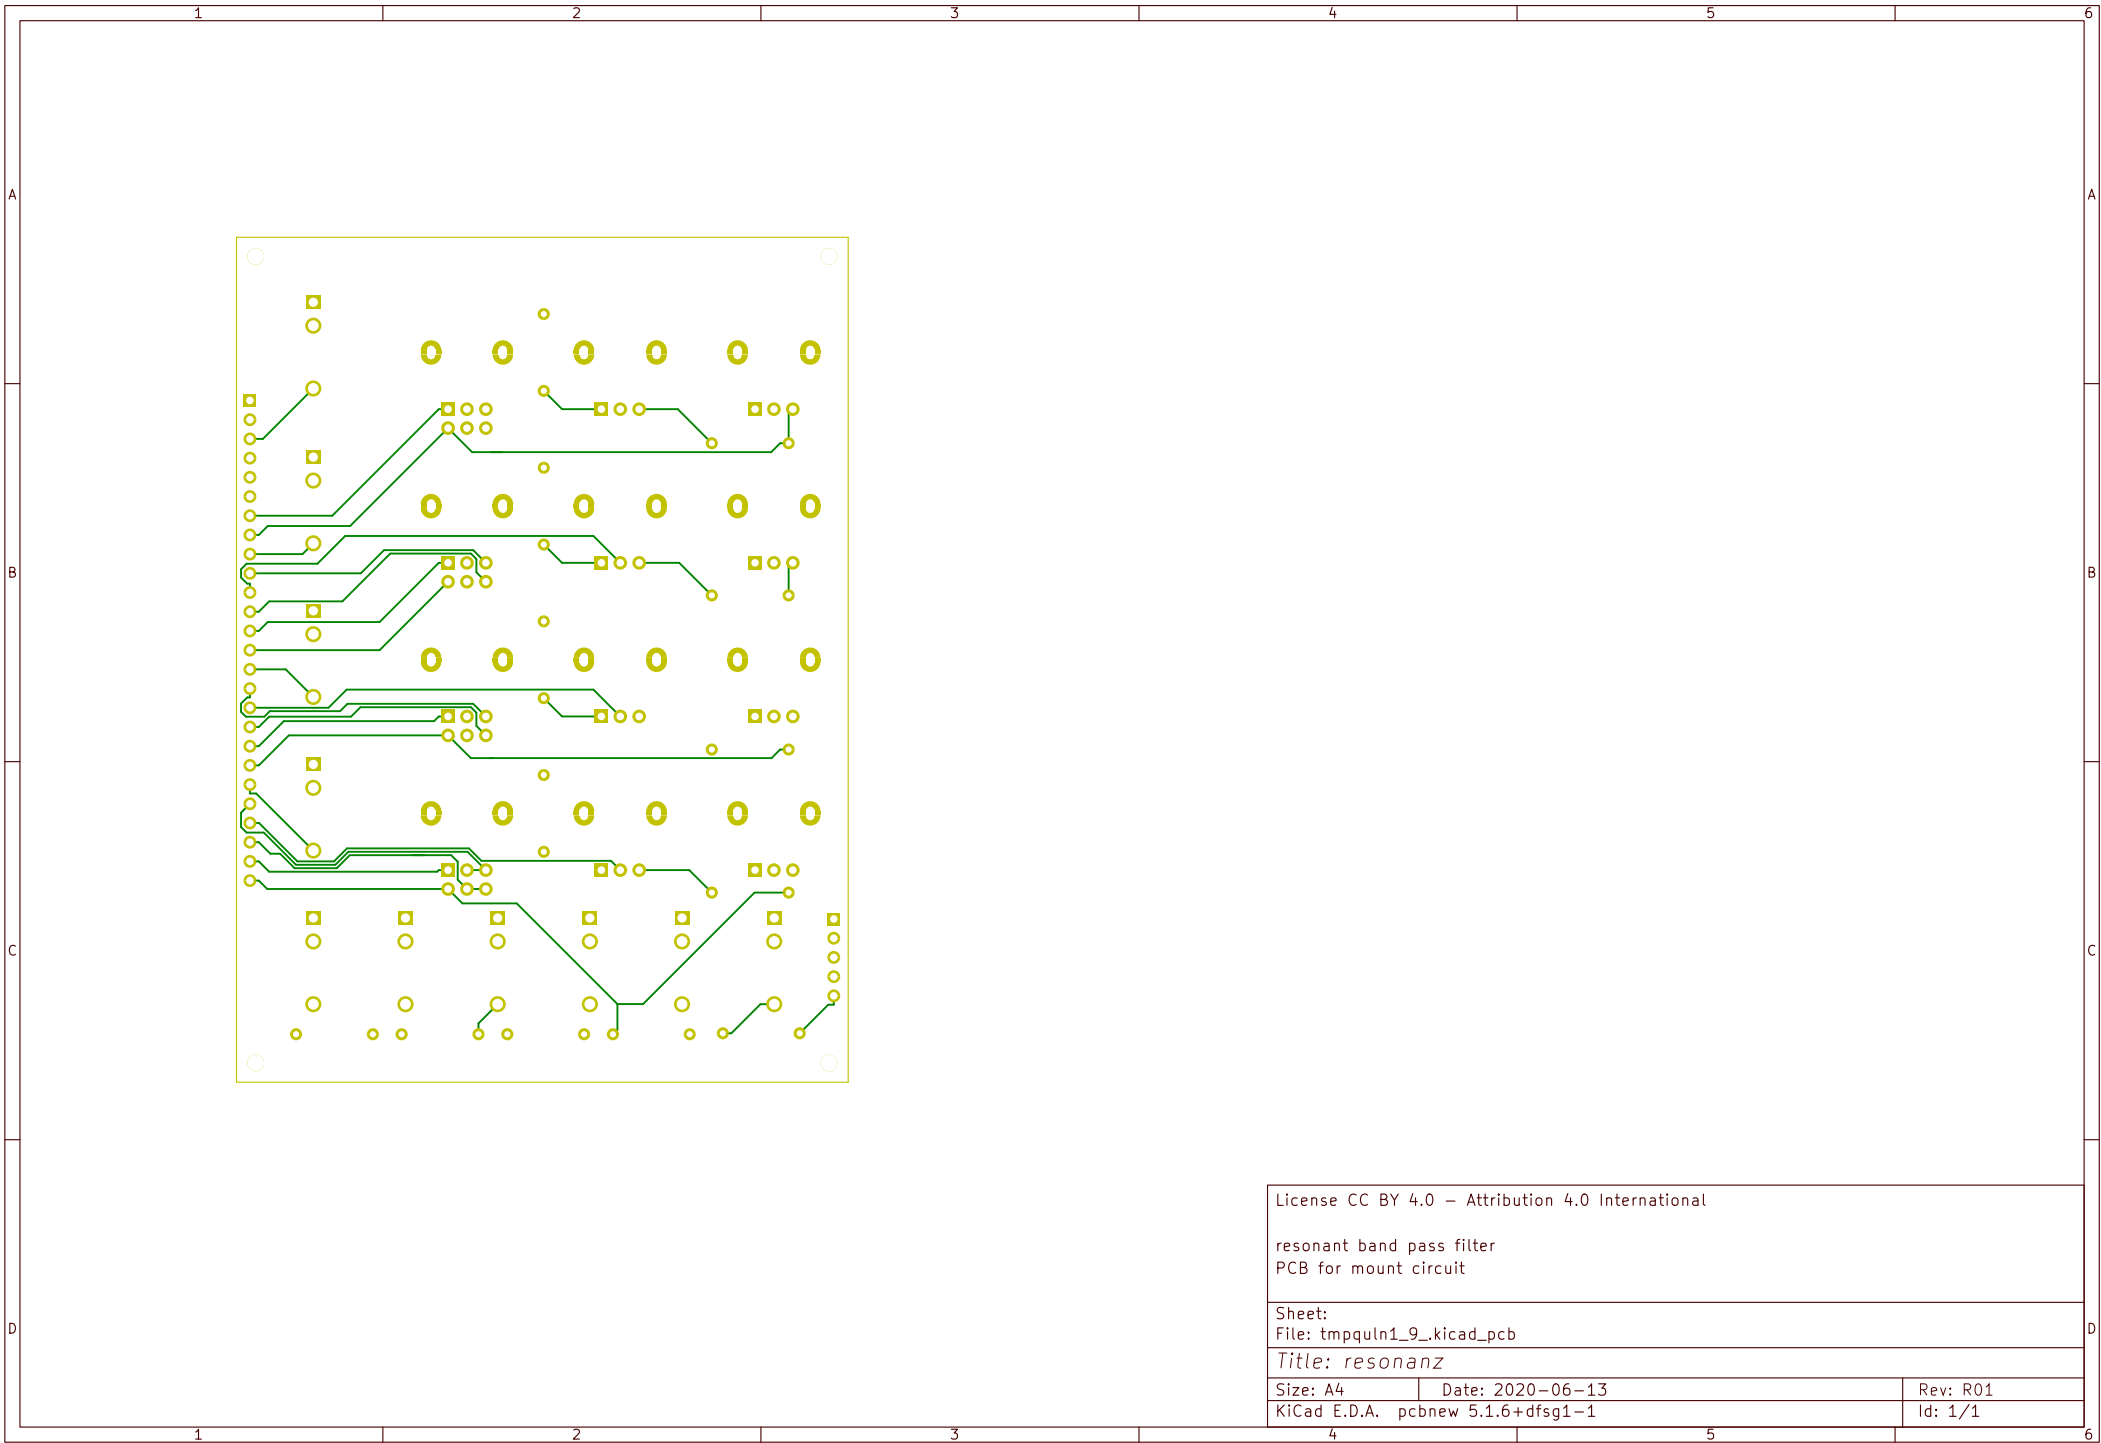 1 2 3 4 5 6
A A
B B
C C
License CC BY 4.0 - Attribution 4.0 International
resonant band pass filter
PCB for mount circuit
Sheet:
D D
File: tmpquln1_9_.kicad_pcb
Title: resonanz
Size: A4 Date: 2020-06-13 Rev: R01
KiCad E.D.A. pcbnew 5.1.6+dfsg1-1 Id: 1/1
1 2 3 4 5 6